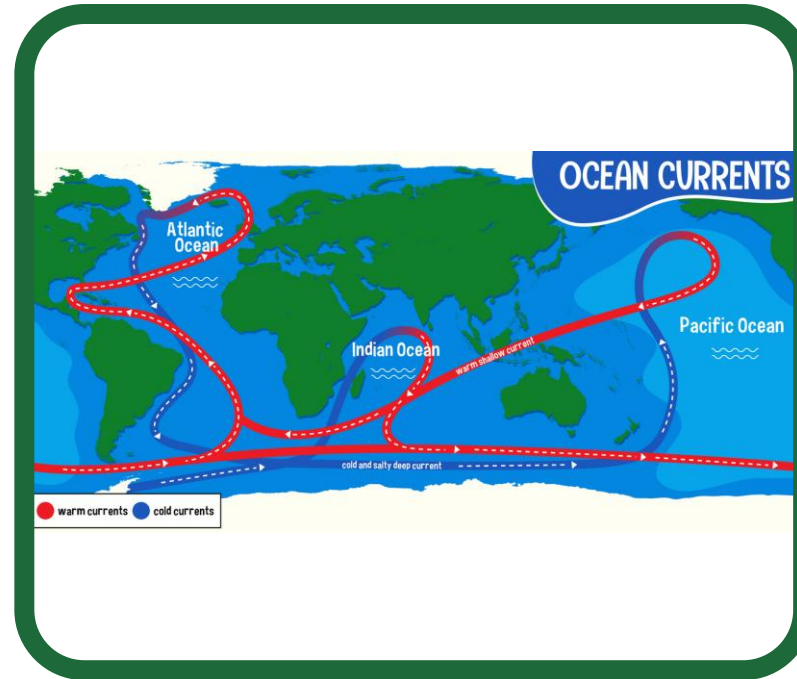 OCEAN CURRENTS
Atlantic
Ocean
Indian Ocean
warm shallow current
Pacific Ocean
cold and salty deep current
warm currents
cold currents